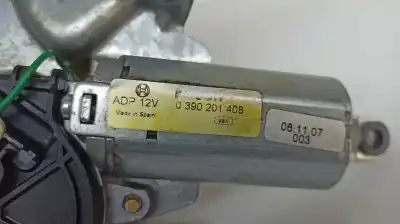 ADP 12V 0 390 201 408
Made in Spain
06.11.07
003